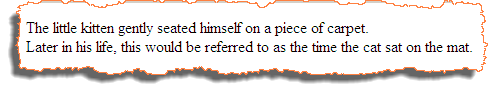 The little kitten gently seated himself on a piece of carpet.
Later in his life, this would be referred to as the time the cat sat on the mat.